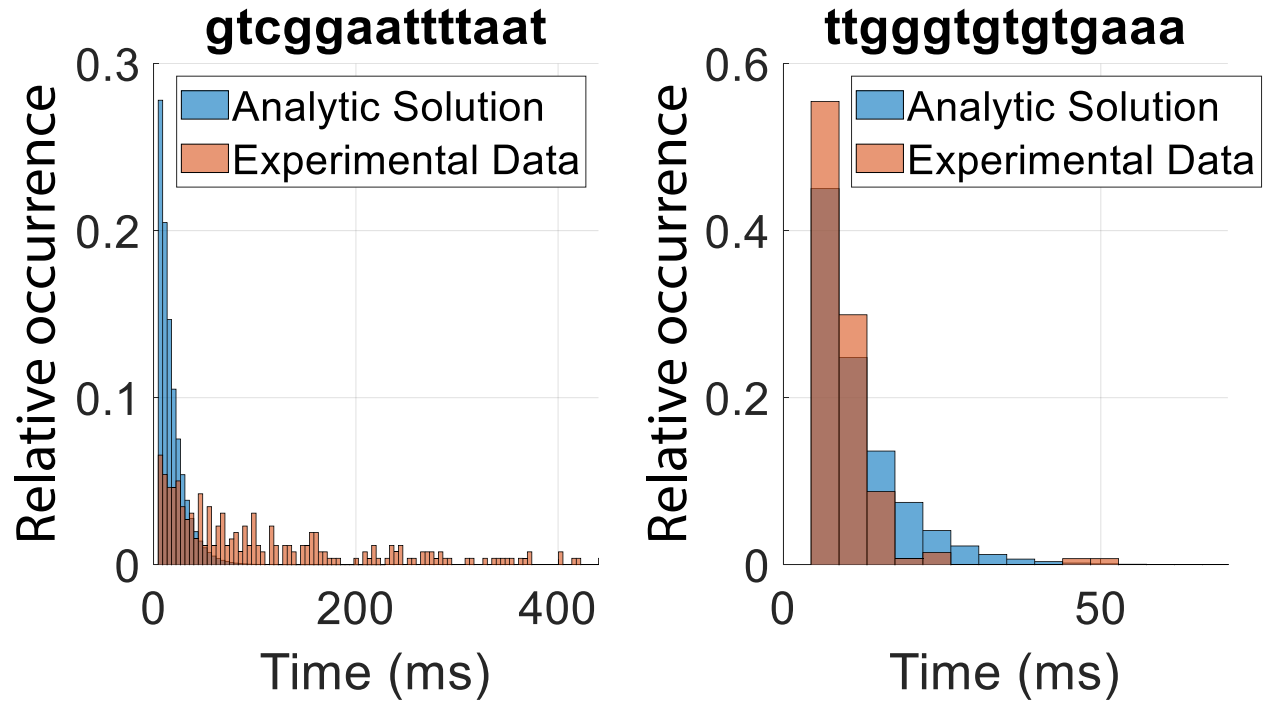 gtcggaattttaat
0.3
0.2
0.1
0
Relative occurrence
Analytic Solution
Experimental Data
0
200
400
Time (ms)
ttgggtgtgtgaaa
0.6
0.4
0.2
0
Relative occurrence
Analytic Solution
Experimental Data
0
50
Time (ms)